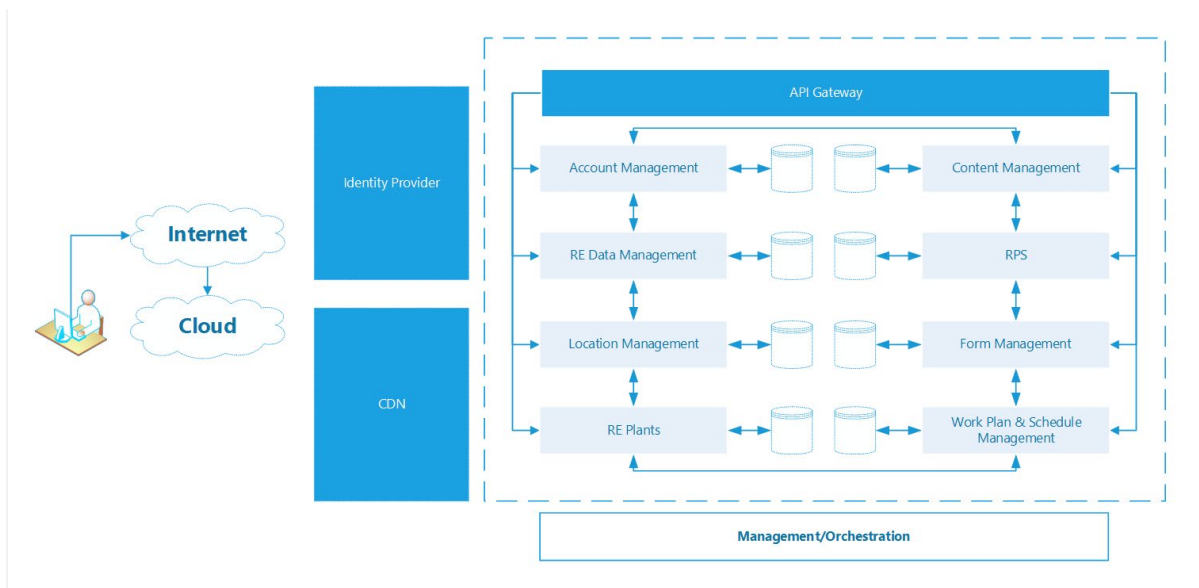 API Gateway
Account Management
Content Management
Identity Provider
Internet
RE Data Management
RPS
Cloud
Location Management
Form Management
CDN
RE Plants
Work Plan & Schedule
Management
Management/Orchestration